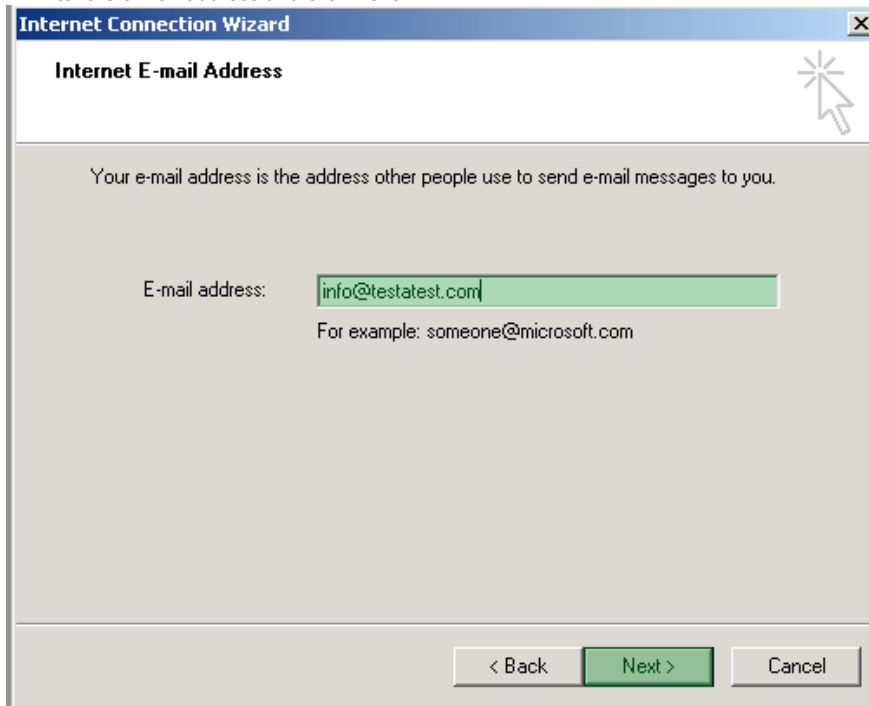 Internet Connection Wizard
Internet E-mail Address
Your e-mail address is the address other people use to send e-mail messages to you.
E-mail address: info@testatest.com
For example: someone@microsoft.com
< Back Next > Cancel